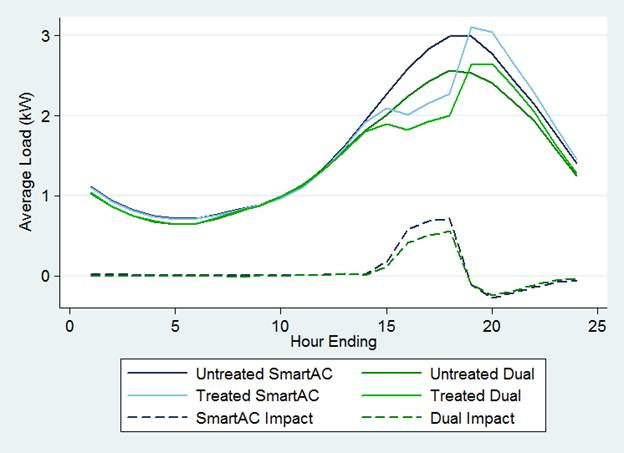 Average Load (kW)
3
2
1
0
0 5 10 15 20 25
Hour Ending
Untreated SmartAC Untreated Dual
Treated SmartAC Treated Dual
SmartAC Impact Dual Impact